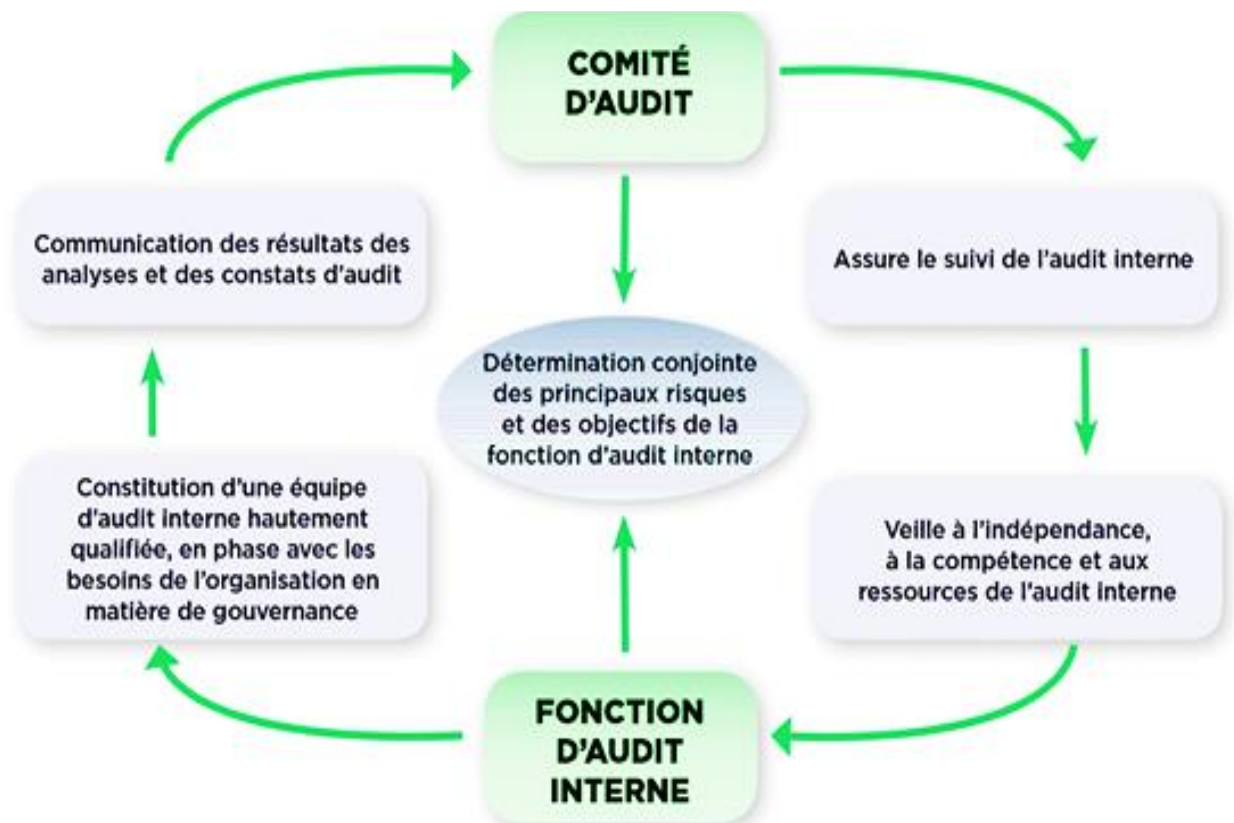 COMITÉ
D'AUDIT
Assure le suivi de l'audit interne
Veille à l'indépendance,
à la compétence et aux
ressources de l'audit interne
FONCTION
D'AUDIT
INTERNE
Constitution d'une équipe
d'audit interne hautement
qualifiée, en phase avec les
besoins de l'organisation en
matière de gouvernance
Communication des résultats des
analyses et des constats d'audit
Détermination conjointe
des principaux risques
et des objectifs de la
fonction d'audit interne